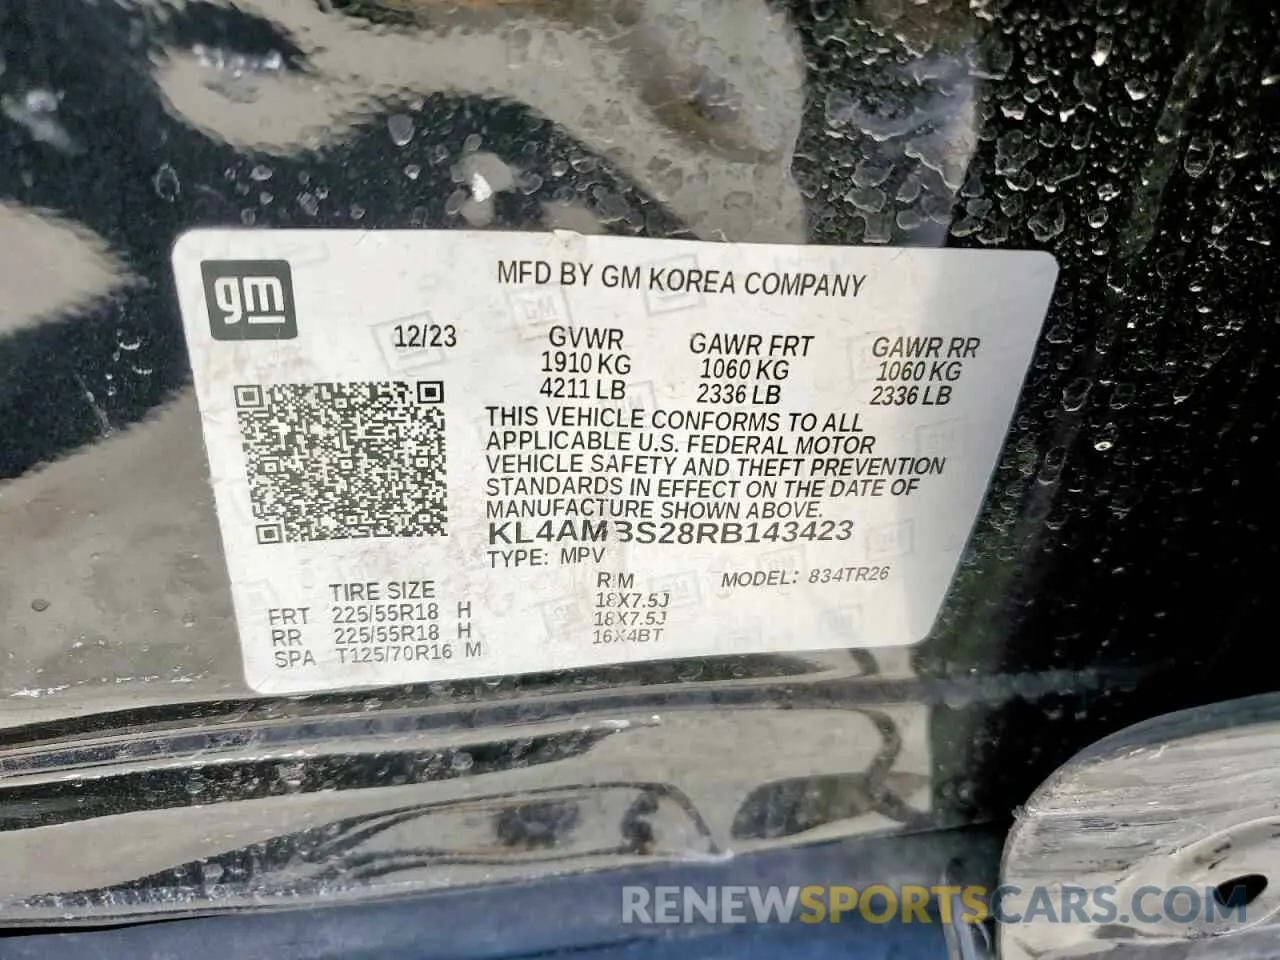 gm
MFD BY GM KOREA COMPANY
12/23 GVWR GAWR FRT GAWR RR
1910 KG 1060 KG 1060 KG
4211 LB 2336 LB 2336 LB
THIS VEHICLE CONFORMS TO ALL
APPLICABLE U.S. FEDERAL MOTOR
VEHICLE SAFETY AND THEFT PREVENTION
STANDARDS IN EFFECT ON THE DATE OF
MANUFACTURE SHOWN ABOVE.
KL4AMBS28RB143423
TYPE: MPV
TIRE SIZE RIM MODEL: 834TR26
FRT 225/55R18 H 18X7.5J
RR 225/55R18 H 18X7.5J
SPA T125/70R16 M 16X4BT
RENEWSPORTSCARS.COM